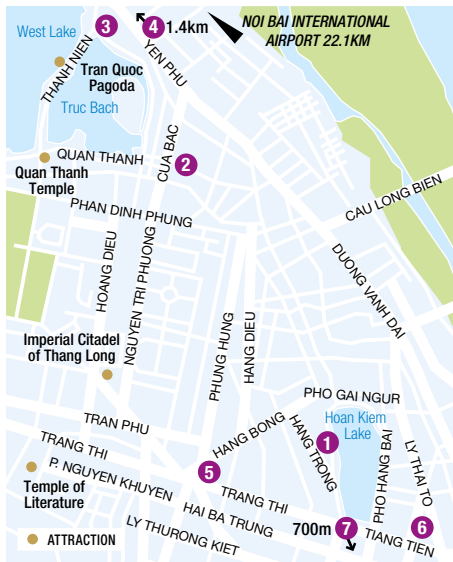 3
4
1.4km
NOI BAI INTERNATIONAL
AIRPORT 22.1KM
West Lake
THANH NIEN
Tran Quoc
Pagoda
YEN PHU
Truc Bach
QUAN THANH
CUA BAC
2
Quan Thanh
Temple
PHAN DINH PHUNG
CAU LONG BIEN
HOANG DIEU
NGUYEN TRI PHUONG
DUONG VANH DAI
PHUNG HUNG
HANG DIEU
Imperial Citadel
of Thang Long
PHO GAI NGUR
Hoan Kiem
Lake
TRAN PHU
HANG BONG
HANG TRONG
1
PHO HANG BAI
LY THAI TO
TRANG THI
5
Temple of
Literature
P. NGUYEN KHUYEN
TRANG THI
HAI BA TRUNG
700m
7
6
TIANG TIEN
LY THUONG KIET
ATTRACTION